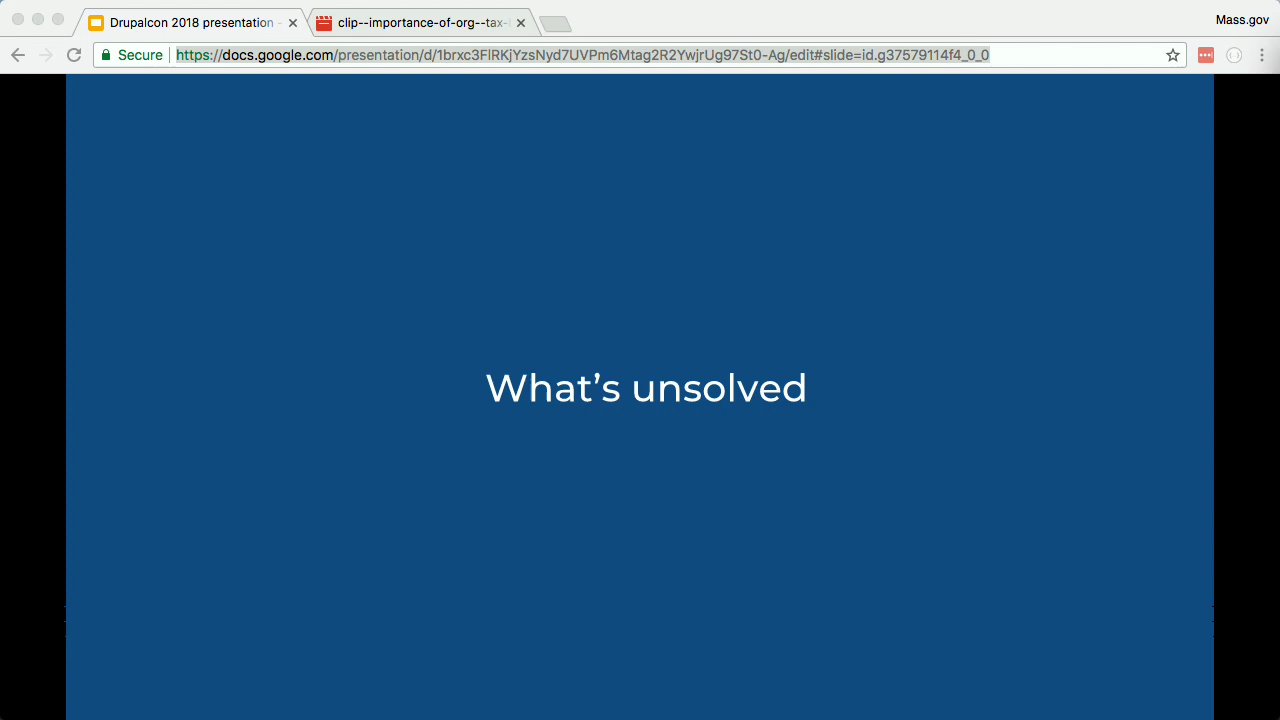 Drupalcon 2018 presentation -
clip--importance-of-org--tax-
Mass.gov
Secure
https://docs.google.com/presentation/d/1brxc3FlRKjYzsNyd7UVPm6Mtag2R2YwjrUg97St0-Ag/edit#slide=id.g37579114f4_0_0
What's unsolved